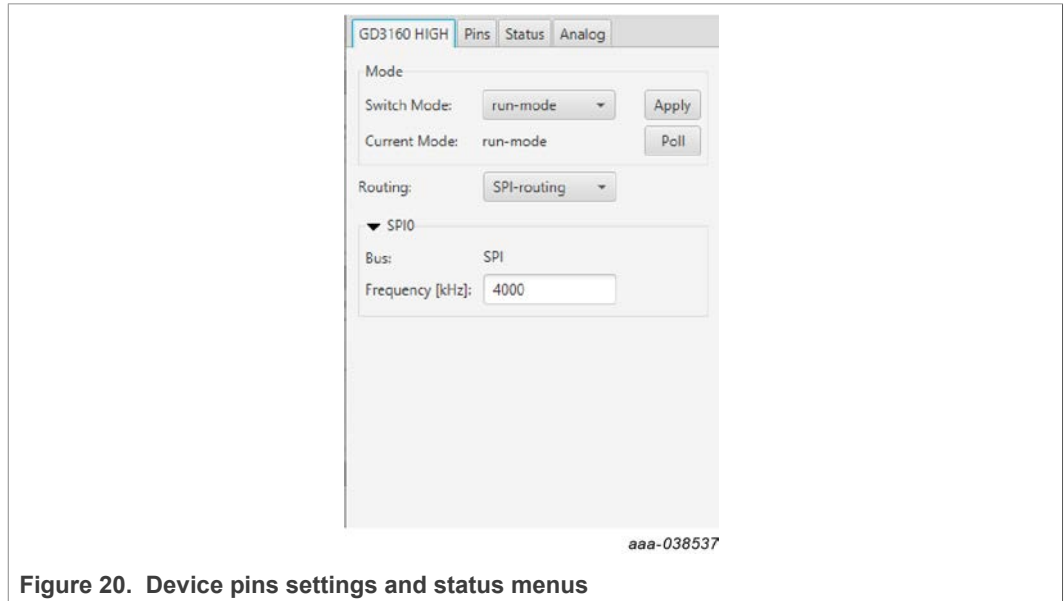 GD3160 HIGH Pins Status Analog
Mode
Switch Mode: run-mode Apply
Current Mode: run-mode Poll
Routing: SPI-routing
SPI0
Bus: SPI
Frequency [kHz]: 4000
aaa-038537
Figure 20. Device pins settings and status menus